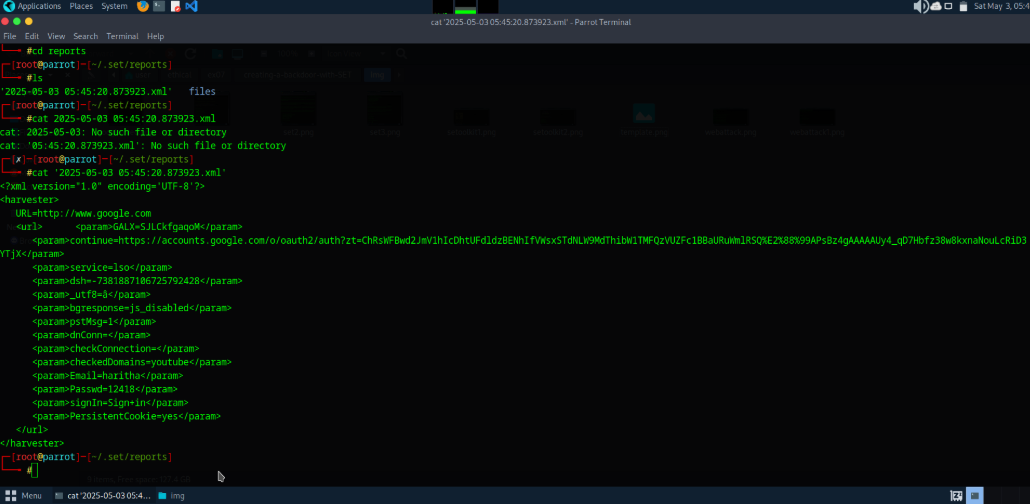 Applications Places System Sat May 3, 05:4
cat '2025-05-03 05:45:20.873923.xml' - Parrot Terminal
File Edit View Search Terminal Help
#cd reports
[root@parrot]─[~/.set/reports]
#ls
'2025-05-03 05:45:20.873923.xml' files
[root@parrot]─[~/.set/reports]
#cat 2025-05-03 05:45:20.873923.xml
cat: 2025-05-03: No such file or directory
cat: '05:45:20.873923.xml': No such file or directory
[✗]─[root@parrot]─[~/.set/reports]
#cat '2025-05-03 05:45:20.873923.xml'
<?xml version="1.0" encoding='UTF-8'?>
<harvester>
URL=http://www.google.com
<url> <param>GALX=SJLCkfgaqoM</param>
<param>continue=https://accounts.google.com/o/oauth2/auth?zt=ChRsWFBwd2JmV1hIcDhtUFdldzBENhIfVWsxSTdNLW9MdThibW1TMFQzVUZFc1BBaURuWmlRSQ%E2%88%99APsBz4gAAAAAUy4_qD7Hbfz38w8kxnaNouLcRiD3
YTjX</param>
<param>service=lso</param>
<param>dsh=-7381887106725792428</param>
<param>_utf8=â</param>
<param>bgresponse=js_disabled</param>
<param>pstMsg=1</param>
<param>dnConn=</param>
<param>checkConnection=</param>
<param>checkedDomains=youtube</param>
<param>Email=haritha</param>
<param>Passwd=12418</param>
<param>signIn=Sign+in</param>
<param>PersistentCookie=yes</param>
</url>
</harvester>
[root@parrot]─[~/.set/reports]
#
Menu cat '2025-05-03 05:4... img